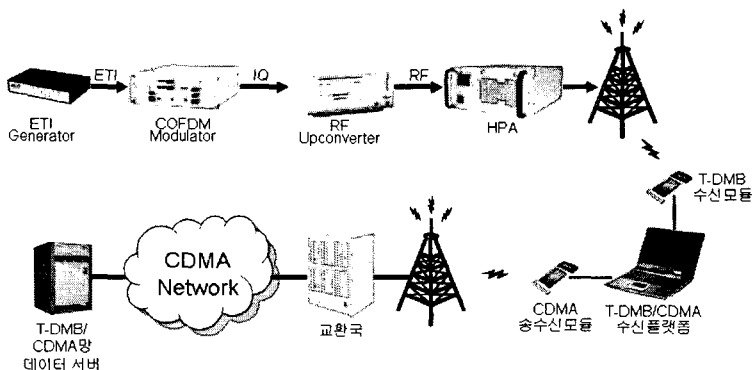 ETI
IQ
RF
ETI
Generator
COFDM
Modulator
RF
Upconverter
HPA
T-DMB
수신모듈
CDMA
Network
T-DMB/
CDMA망
데이터 서버
교환국
CDMA
송수신모듈
T-DMB/CDMA
수신플랫폼